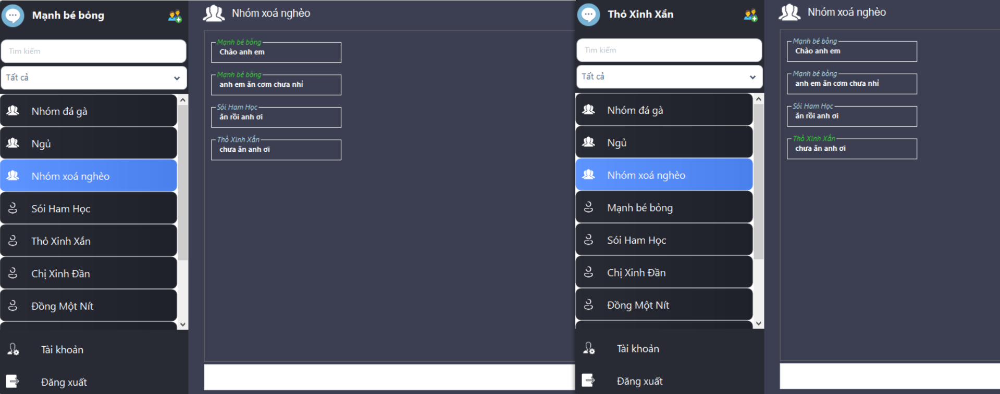 Mạnh bé bỏng
Tìm kiếm
Tất cả
Nhóm đá gà
Ngủ
Nhóm xoá nghèo
Sói Ham Học
Thỏ Xinh Xắn
Chị Xinh Đần
Đồng Một Nít
Tài khoản
Đăng xuất
Nhóm xoá nghèo
Mạnh bé bỏng
Chào anh em
Mạnh bé bỏng
anh em ăn cơm chưa nhỉ
Sói Ham Học
ăn rồi anh ơi
Thỏ Xinh Xắn
chưa ăn anh ơi
Thỏ Xinh Xắn
Tìm kiếm
Tất cả
Nhóm đá gà
Ngủ
Nhóm xoá nghèo
Mạnh bé bỏng
Sói Ham Học
Chị Xinh Đần
Đồng Một Nít
Tài khoản
Đăng xuất
Nhóm xoá nghèo
Mạnh bé bỏng
Chào anh em
Mạnh bé bỏng
anh em ăn cơm chưa nhỉ
Sói Ham Học
ăn rồi anh ơi
Thỏ Xinh Xắn
chưa ăn anh ơi